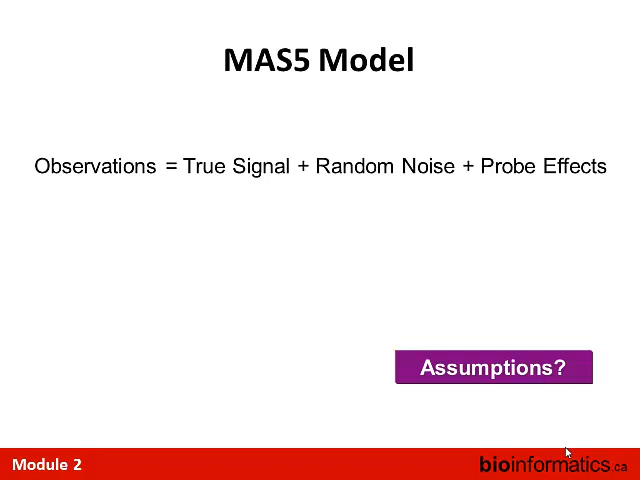 MAS5 Model
Observations = True Signal + Random Noise + Probe Effects
Assumptions?
Module 2
bioinformatics.ca